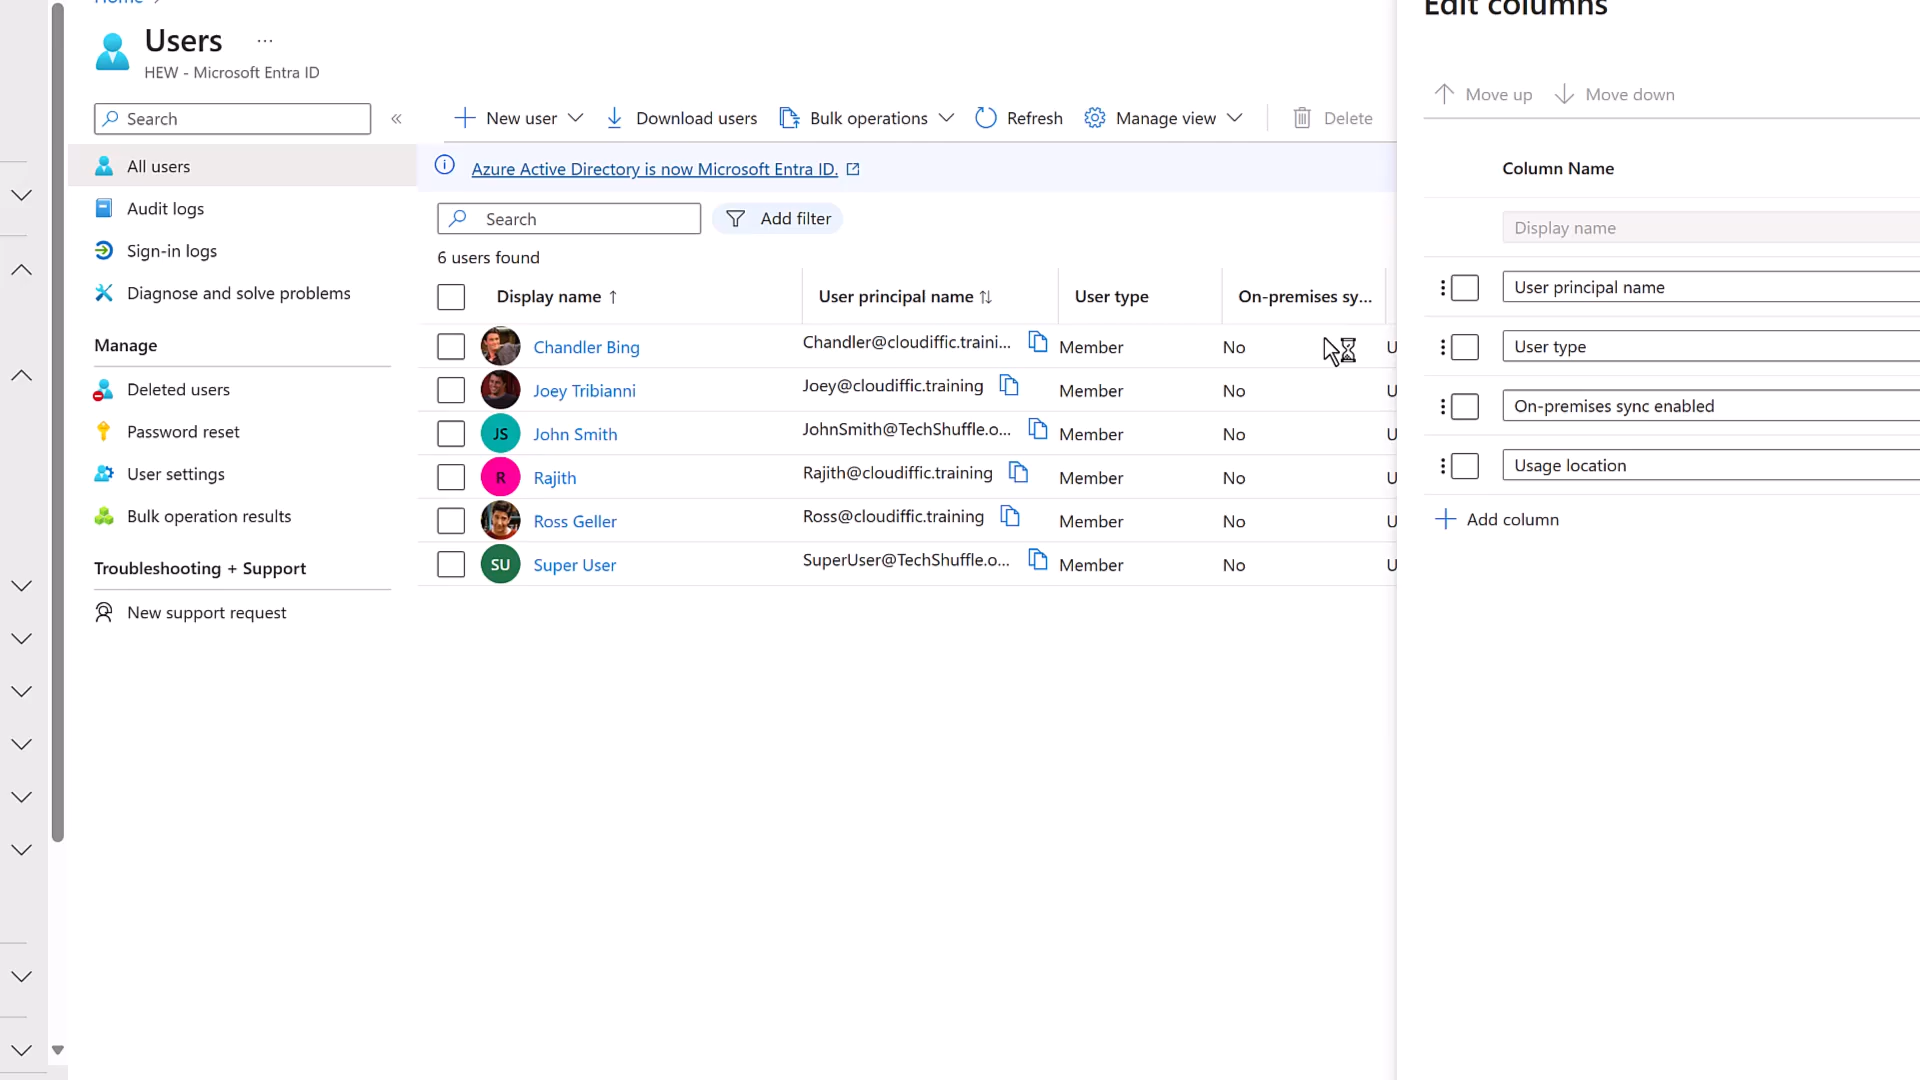 Home
Users ...
HEW - Microsoft Entra ID
Search
All users
Audit logs
Sign-in logs
Diagnose and solve problems
Manage
Deleted users
Password reset
User settings
Bulk operation results
Troubleshooting + Support
New support request
New user
Download users
Bulk operations
Refresh
Manage view
Delete
Azure Active Directory is now Microsoft Entra ID.
Search
Add filter
6 users found
Display name ↑ User principal name ↑↓ User type On-premises sy...
Chandler Bing Chandler@cloudiffic.traini... Member No U
Joey Tribianni Joey@cloudiffic.training Member No U
JS John Smith JohnSmith@TechShuffle.o... Member No U
R Rajith Rajith@cloudiffic.training Member No U
Ross Geller Ross@cloudiffic.training Member No U
SU Super User SuperUser@TechShuffle.o... Member No U
Edit columns
Move up Move down
Column Name
Display name
User principal name
User type
On-premises sync enabled
Usage location
Add column